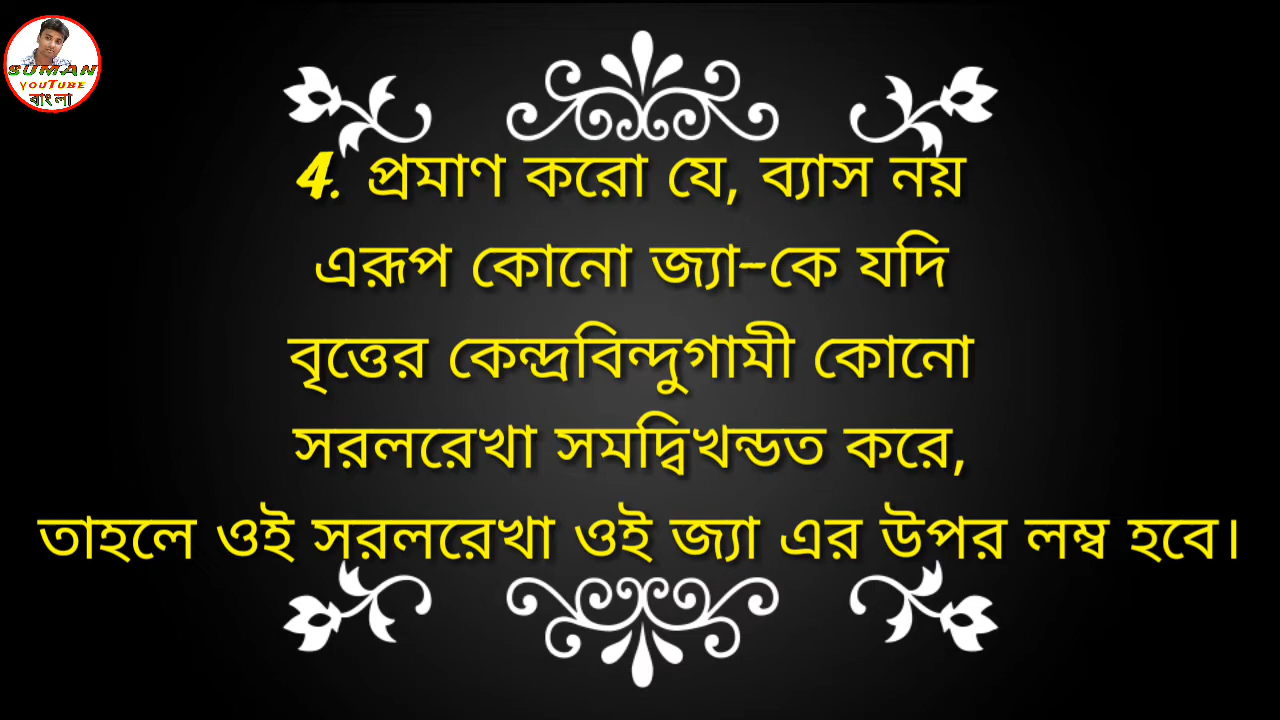 SUMAN
YOUTUBE
বাংলা
4. প্রমাণ করো যে, ব্যাস নয়
এরূপ কোনো জ্যা-কে যদি
বৃত্তের কেন্দ্রবিন্দুগামী কোনো
সরলরেখা সমদ্বিখন্ডত করে,
তাহলে ওই সরলরেখা ওই জ্যা এর উপর লম্ব হবে।